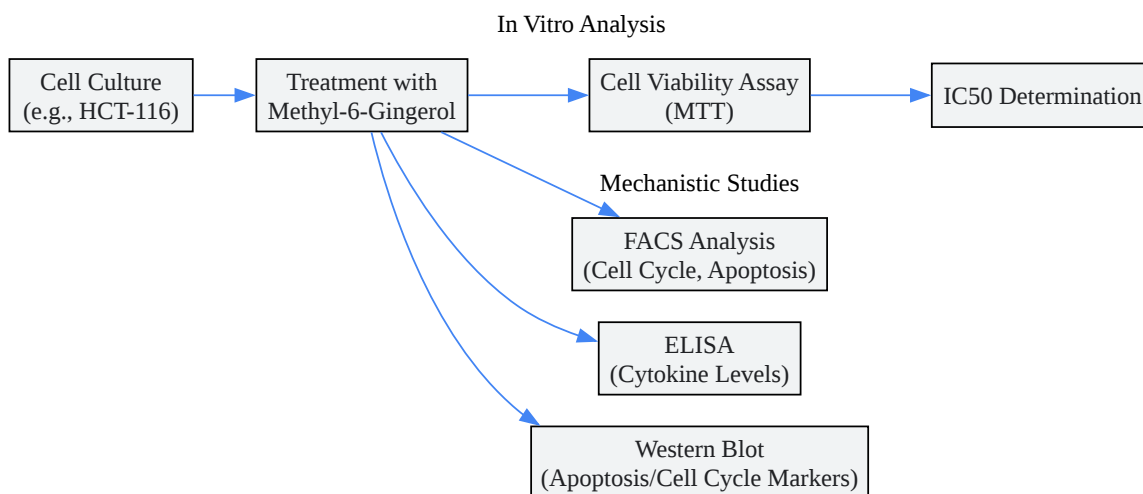 In Vitro Analysis
Cell Culture
(e.g., HCT-116)
Treatment with
Methyl-6-Gingerol
Cell Viability Assay
(MTT)
IC50 Determination
Mechanistic Studies
FACS Analysis
(Cell Cycle, Apoptosis)
ELISA
(Cytokine Levels)
Western Blot
(Apoptosis/Cell Cycle Markers)